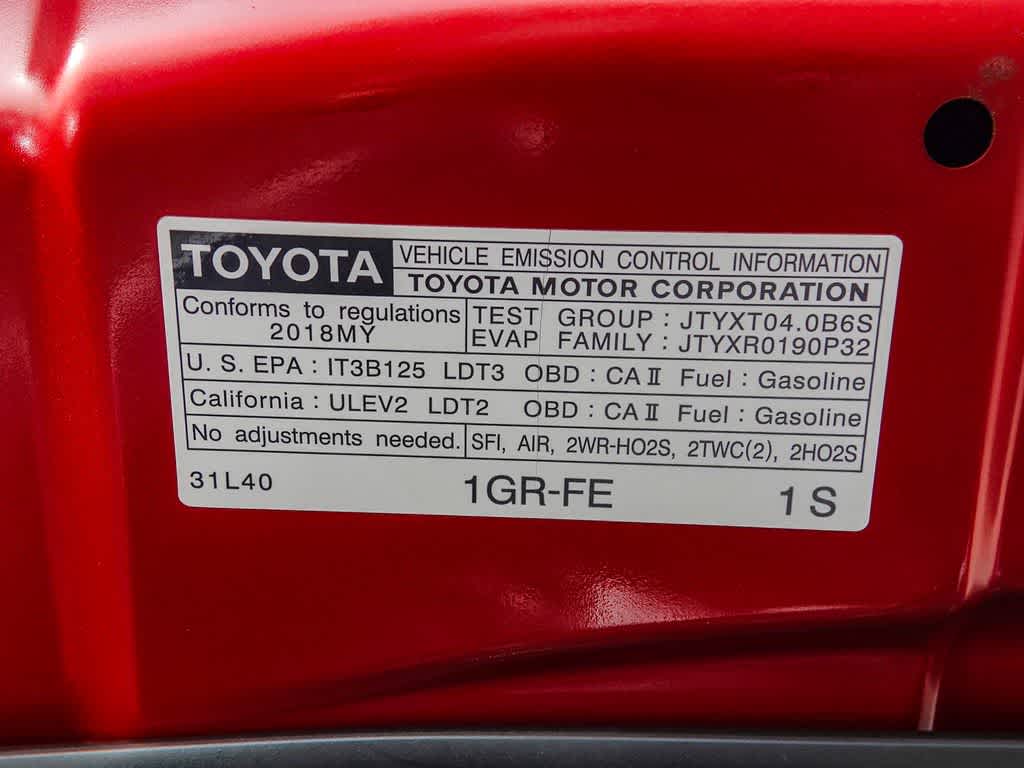 TOYOTA
VEHICLE EMISSION CONTROL INFORMATION
TOYOTA MOTOR CORPORATION
Conforms to regulations
2018MY
TEST GROUP : JTYXT04.0B6S
EVAP FAMILY : JTYXR0190P32
U. S. EPA : IT3B125 LDT3 OBD : CA II Fuel : Gasoline
California : ULEV2 LDT2 OBD : CA II Fuel : Gasoline
No adjustments needed.
SFI, AIR, 2WR-HO2S, 2TWC(2), 2HO2S
31L40 1GR-FE 1 S